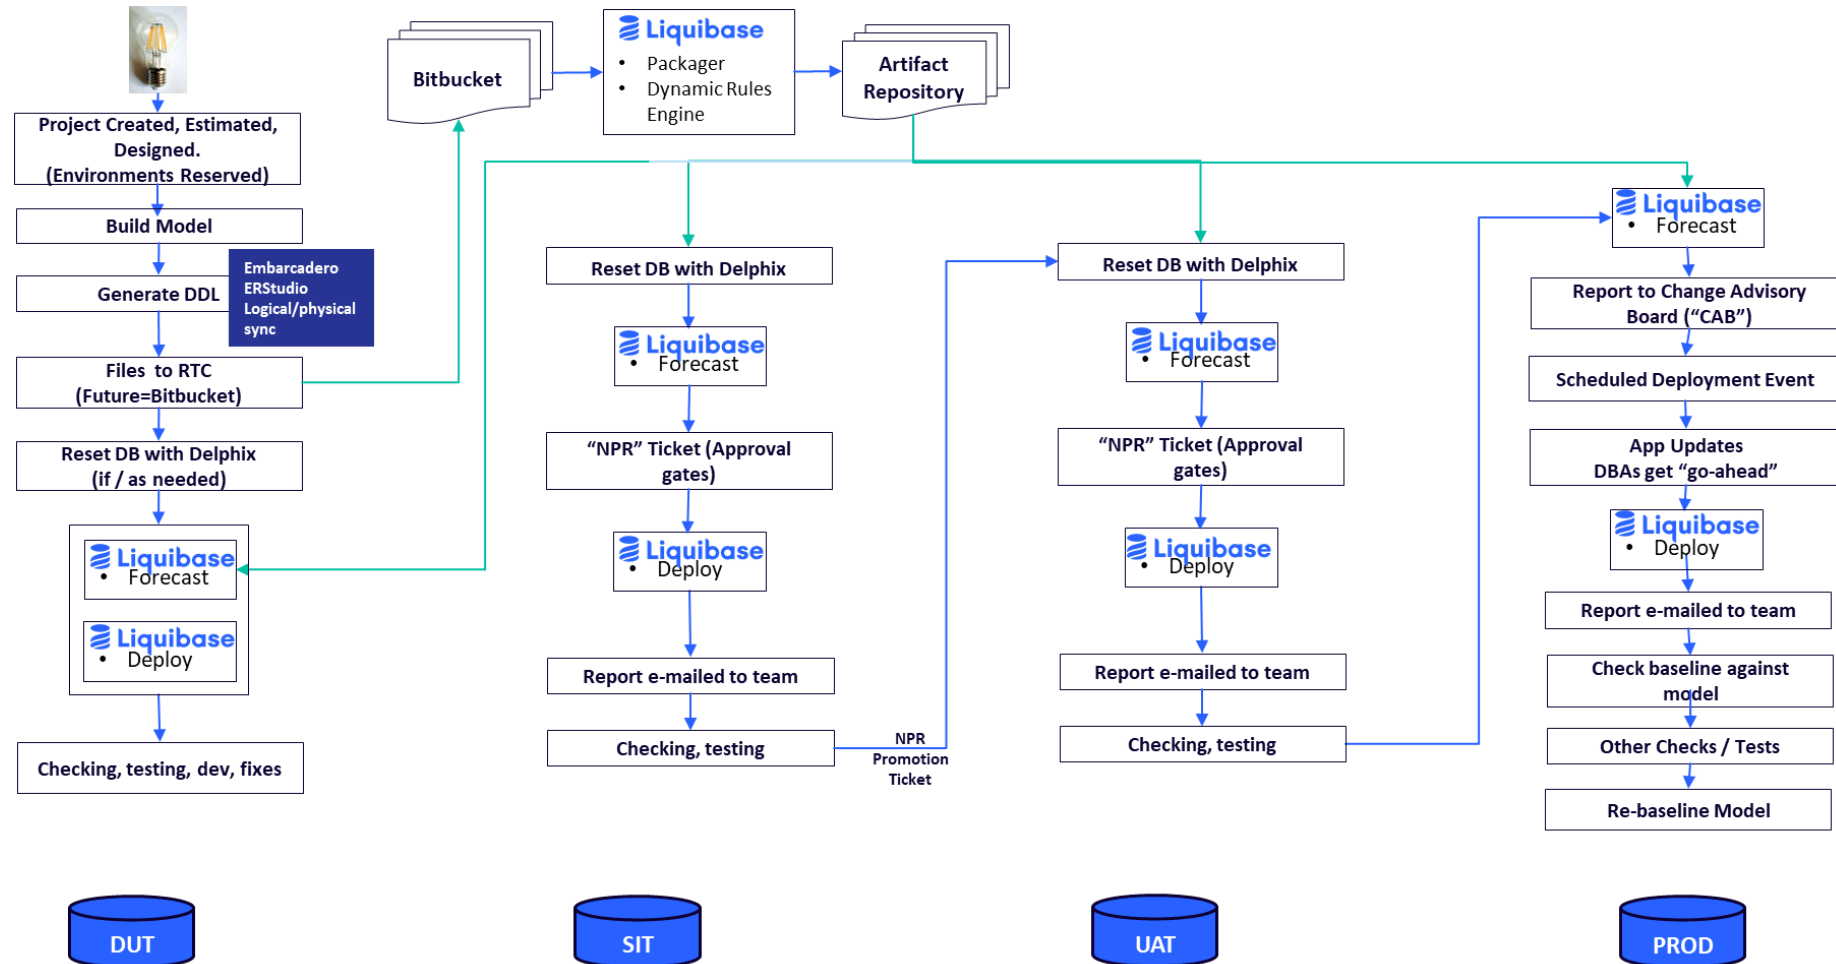 Project Created, Estimated,
Designed.
(Environments Reserved)
Build Model
Generate DDL
Embarcadero
ERStudio
Logical/physical
sync
Files to RTC
(Future=Bitbucket)
Reset DB with Delphix
(if / as needed)
Liquibase
• Forecast
Liquibase
• Deploy
Checking, testing, dev, fixes
DUT
Bitbucket
Liquibase
• Packager
• Dynamic Rules
Engine
Artifact
Repository
Reset DB with Delphix
Liquibase
• Forecast
“NPR” Ticket (Approval
gates)
Liquibase
• Deploy
Report e-mailed to team
Checking, testing
NPR
Promotion
Ticket
SIT
Reset DB with Delphix
Liquibase
• Forecast
“NPR” Ticket (Approval
gates)
Liquibase
• Deploy
Report e-mailed to team
Checking, testing
UAT
Liquibase
• Forecast
Report to Change Advisory
Board (“CAB”)
Scheduled Deployment Event
App Updates
DBAs get “go-ahead”
Liquibase
• Deploy
Report e-mailed to team
Check baseline against
model
Other Checks / Tests
Re-baseline Model
PROD